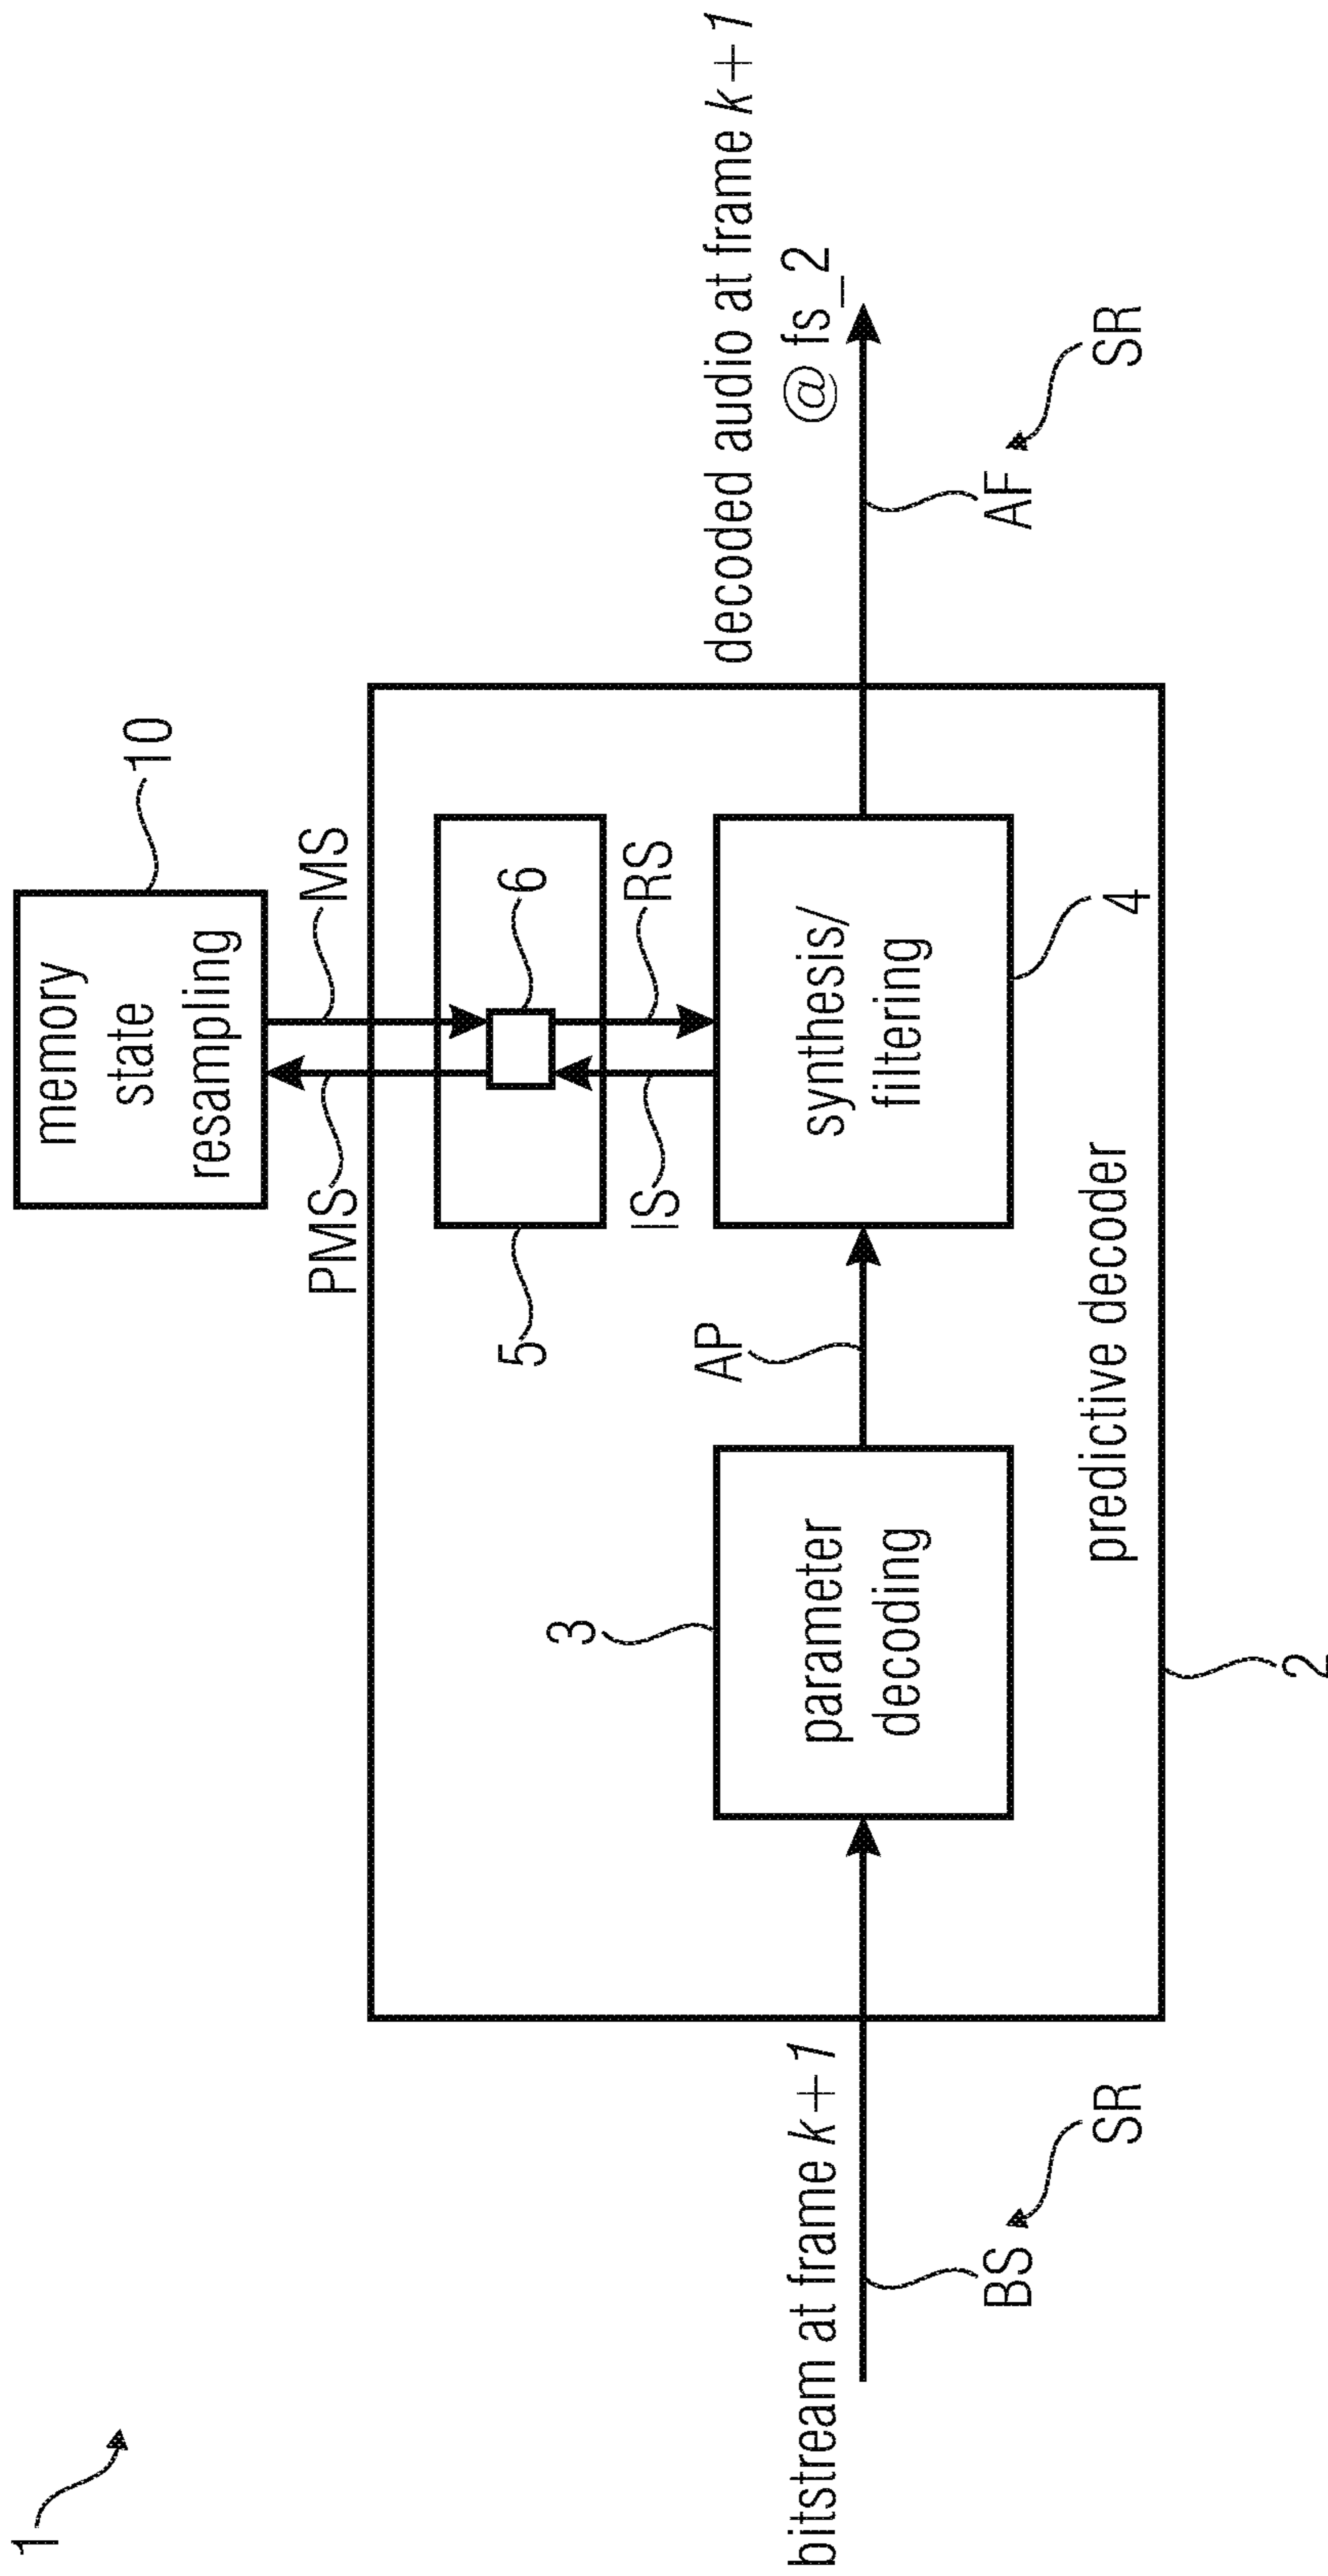 1
memory
state
resampling
10
PMS
MS
5
6
IS
RS
decoded audio at frame k+1
@ fs_2
bitstream at frame k+1
3
AP
parameter
decoding
synthesis/
filtering
BS
SR
AF
SR
4
predictive decoder
2